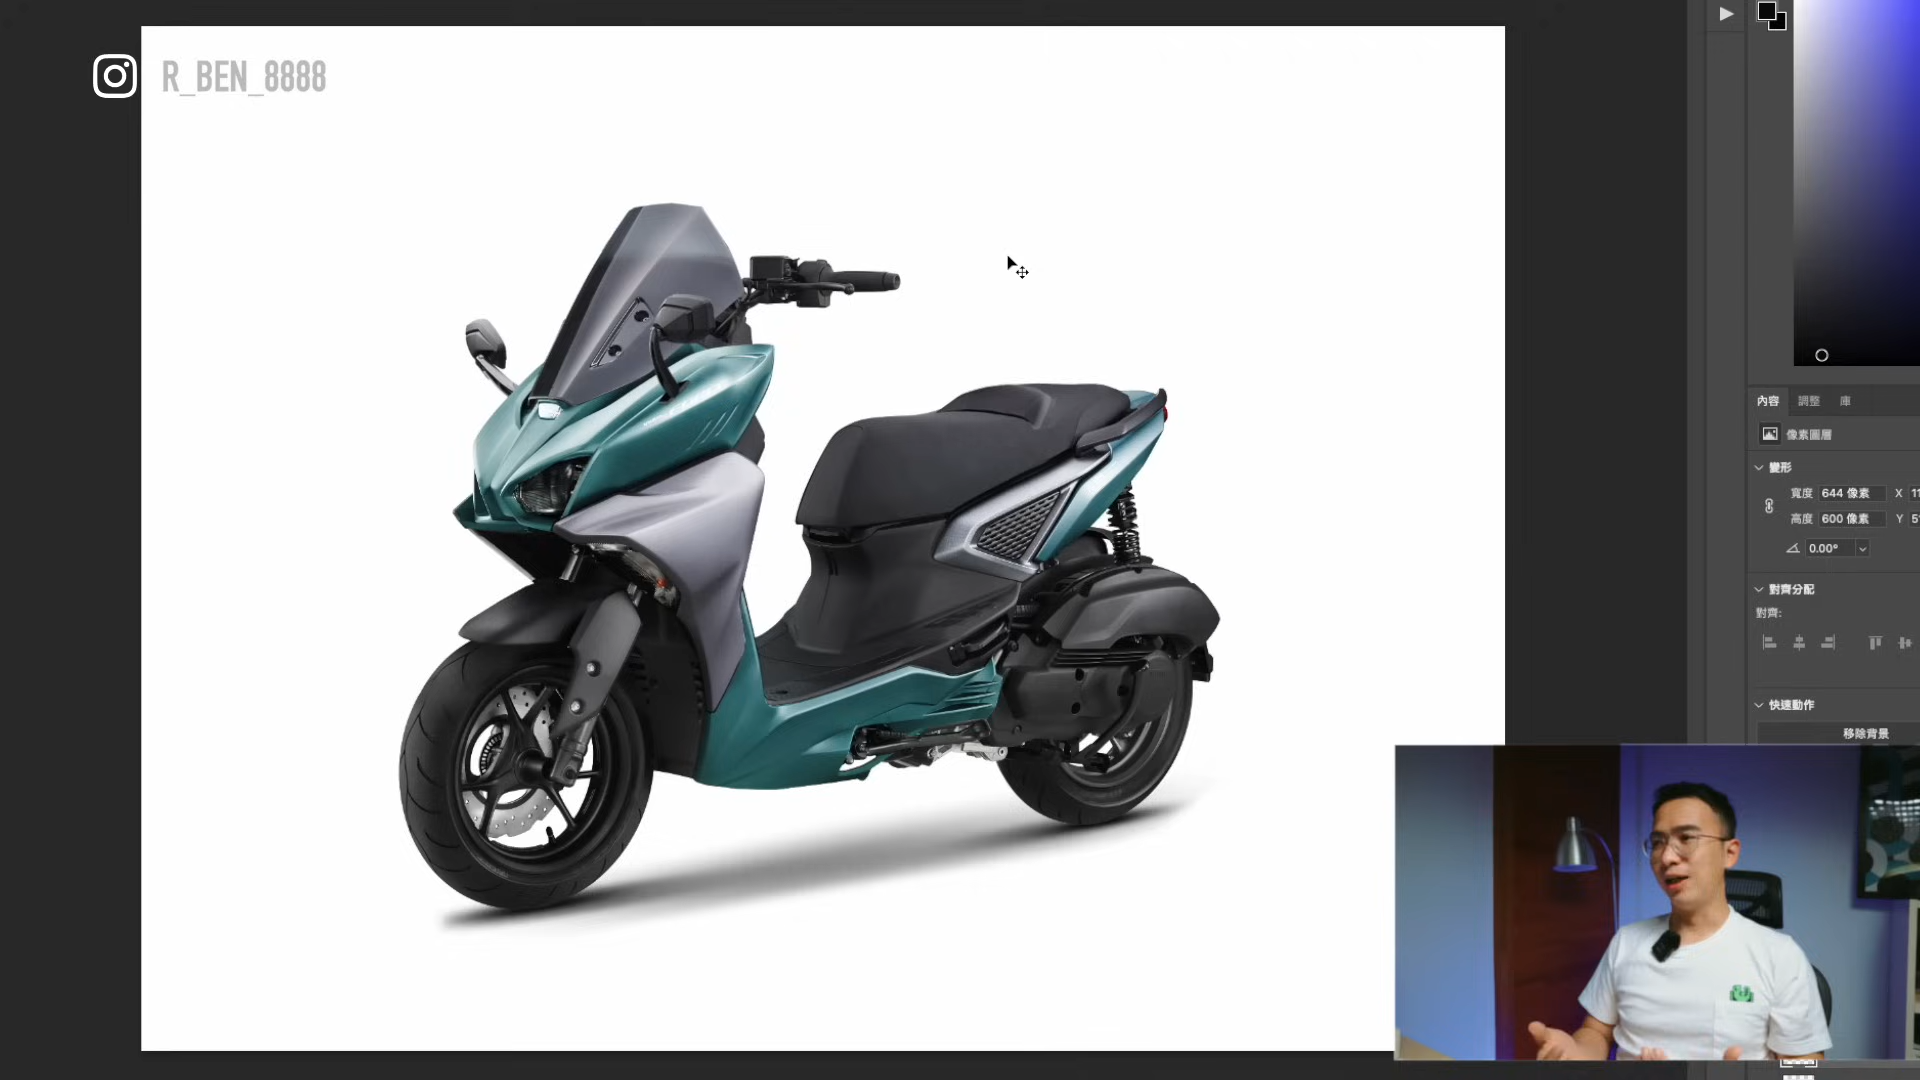 R_BEN_8888
內容 調整 庫
像素圖層
變形
寬度 644 像素 X
高度 600 像素 Y
0.00°
對齊分配
對齊:
快速動作
移除背景